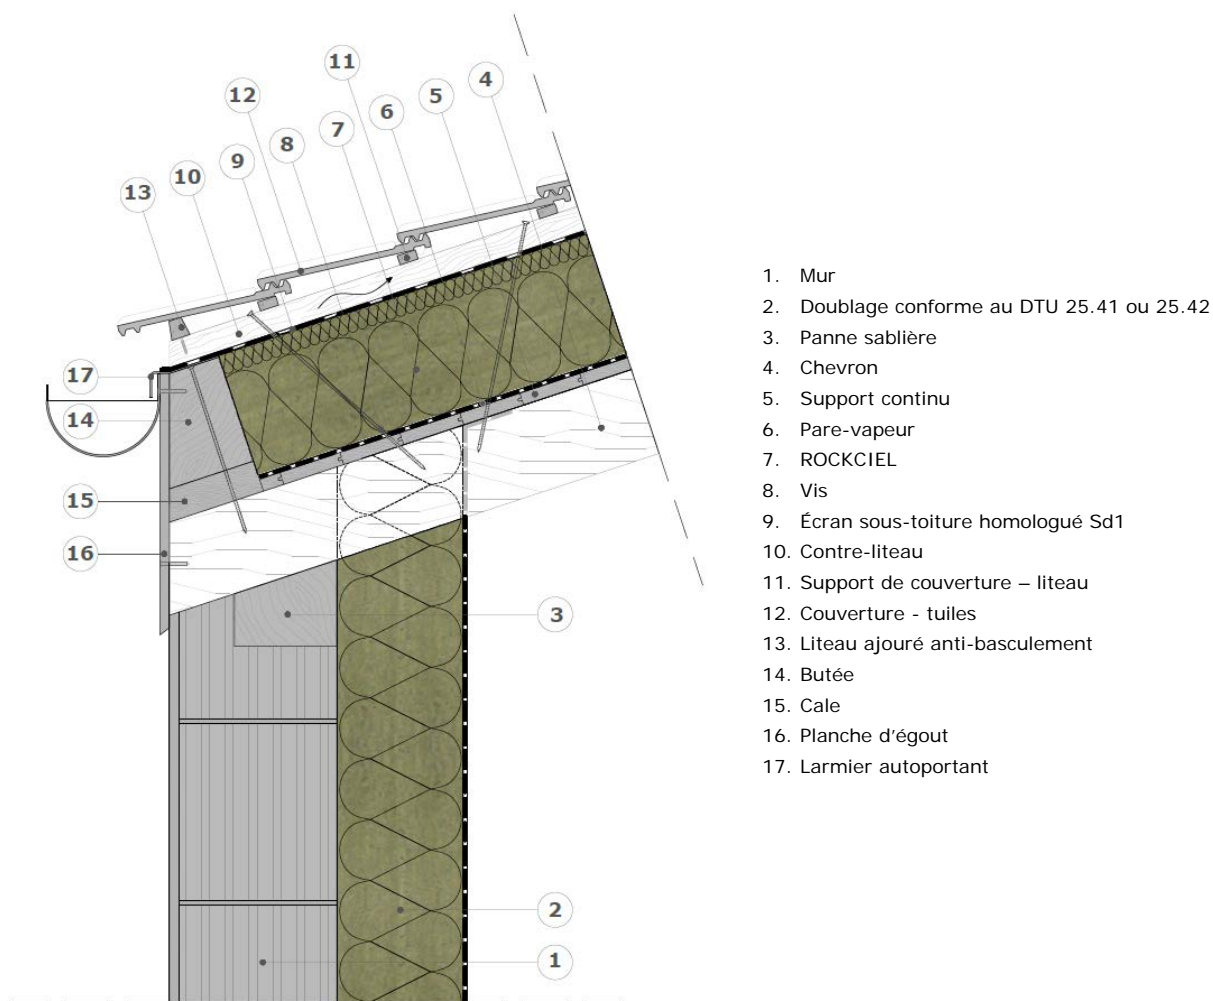 11
4
12
5
6
7
8
9
10
13
17
14
15
16
3
2
1
1. Mur
2. Doublage conforme au DTU 25.41 ou 25.42
3. Panne sablière
4. Chevron
5. Support continu
6. Pare-vapeur
7. ROCKCIEL
8. Vis
9. Écran sous-toiture homologué Sd1
10. Contre-liteau
11. Support de couverture – liteau
12. Couverture - tuiles
13. Liteau ajouré anti-basculement
14. Butée
15. Cale
16. Planche d’égout
17. Larmier autoportant